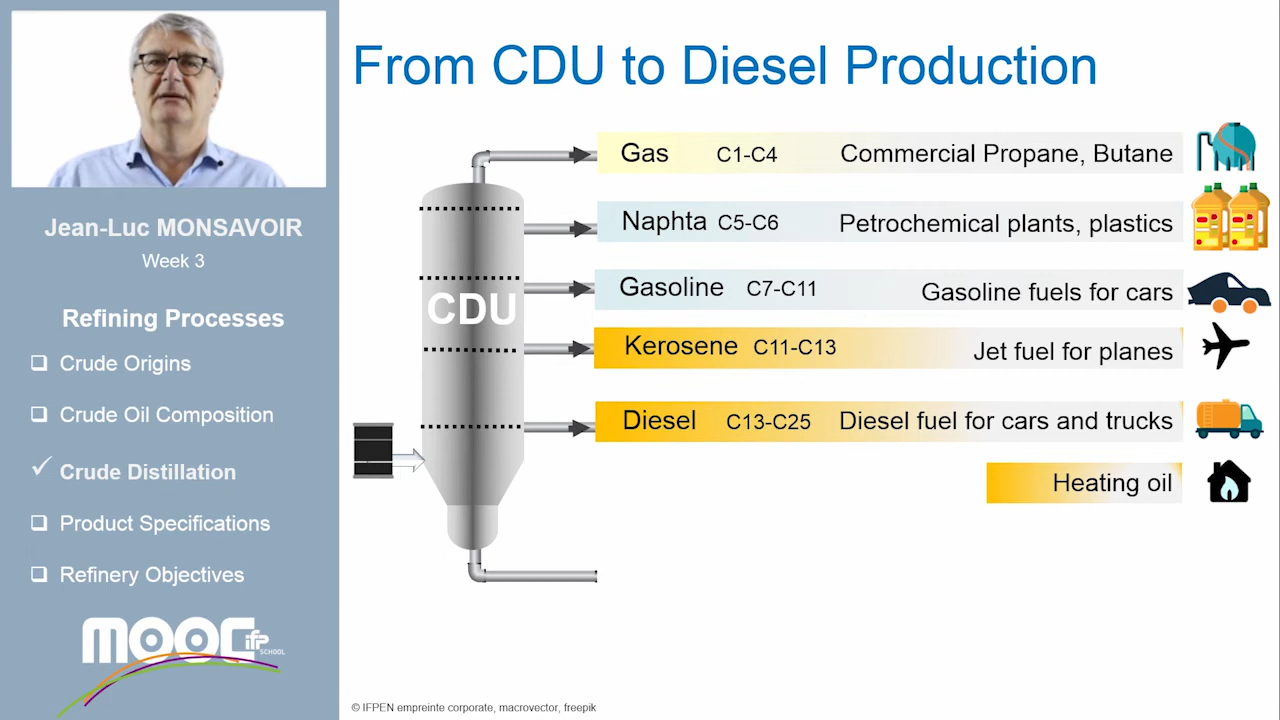 From CDU to Diesel Production
Jean-Luc MONSAVOIR
Week 3
Refining Processes
Crude Origins
Crude Oil Composition
Crude Distillation
Product Specifications
Refinery Objectives
MOOC ifp SCHOOL
CDU
Gas C1-C4 Commercial Propane, Butane
Naphta C5-C6 Petrochemical plants, plastics
Gasoline C7-C11 Gasoline fuels for cars
Kerosene C11-C13 Jet fuel for planes
Diesel C13-C25 Diesel fuel for cars and trucks
Heating oil
© IFPEN empreinte corporate, macrovector, freepik